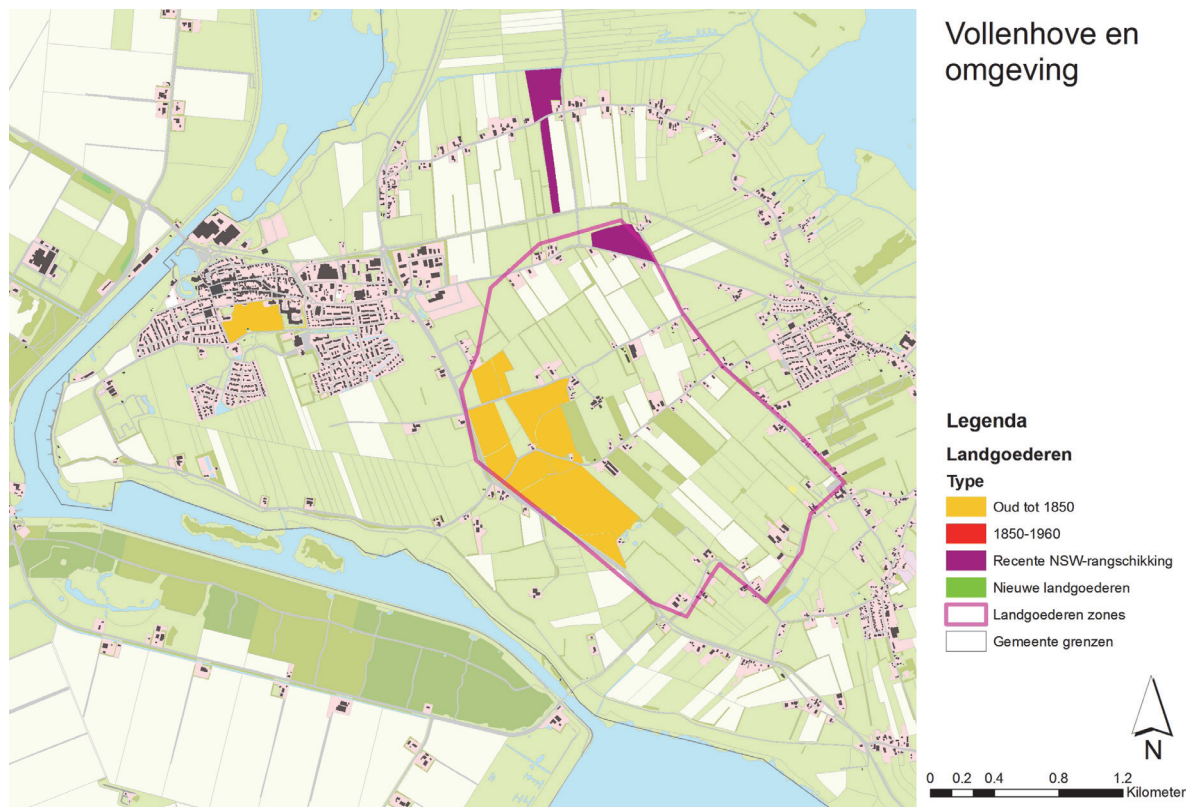 Vollenhove en
omgeving
Legenda
Landgoederen
Type
Oud tot 1850
1850-1960
Recente NSW-rangschikking
Nieuwe landgoederen
Landgoederen zones
Gemeente grenzen
N
0 0.2 0.4 0.8 1.2
Kilometer